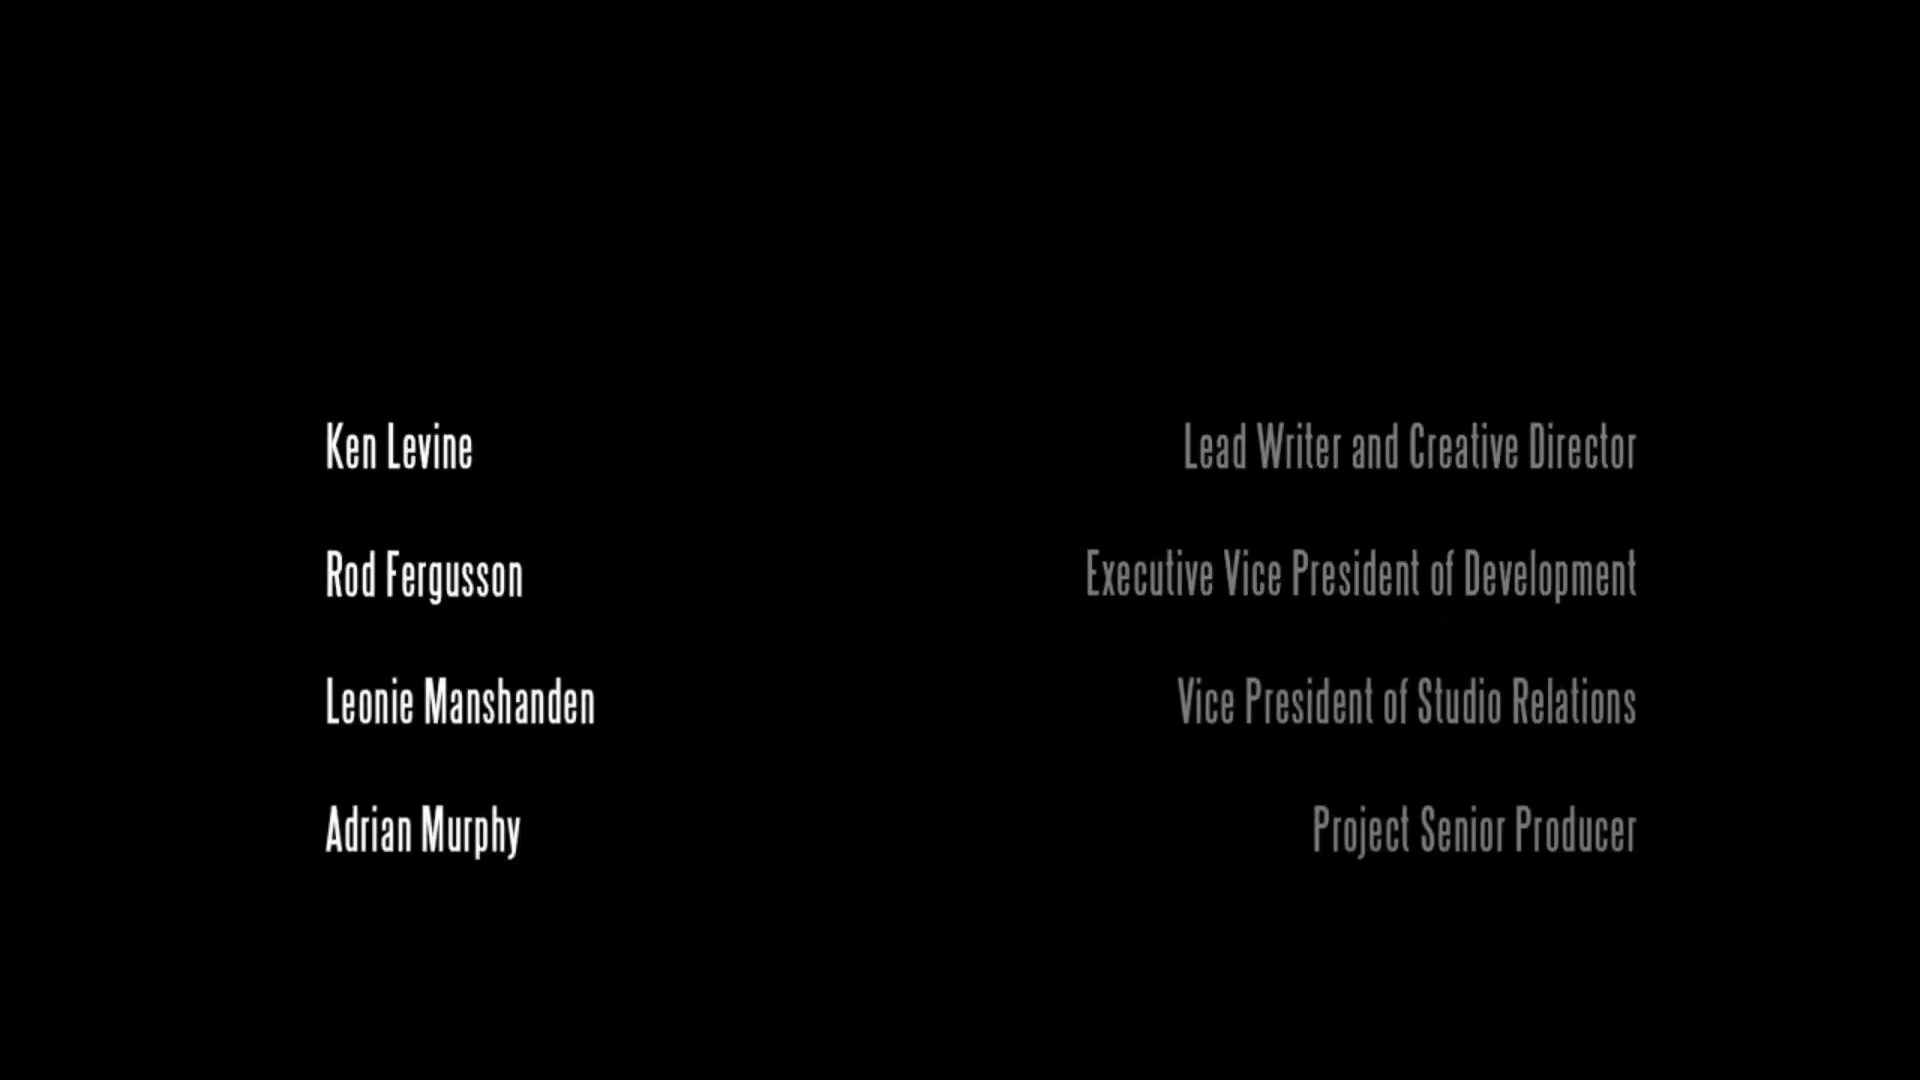 Ken Levine Lead Writer and Creative Director
Rod Fergusson Executive Vice President of Development
Leonie Manshanden Vice President of Studio Relations
Adrian Murphy Project Senior Producer